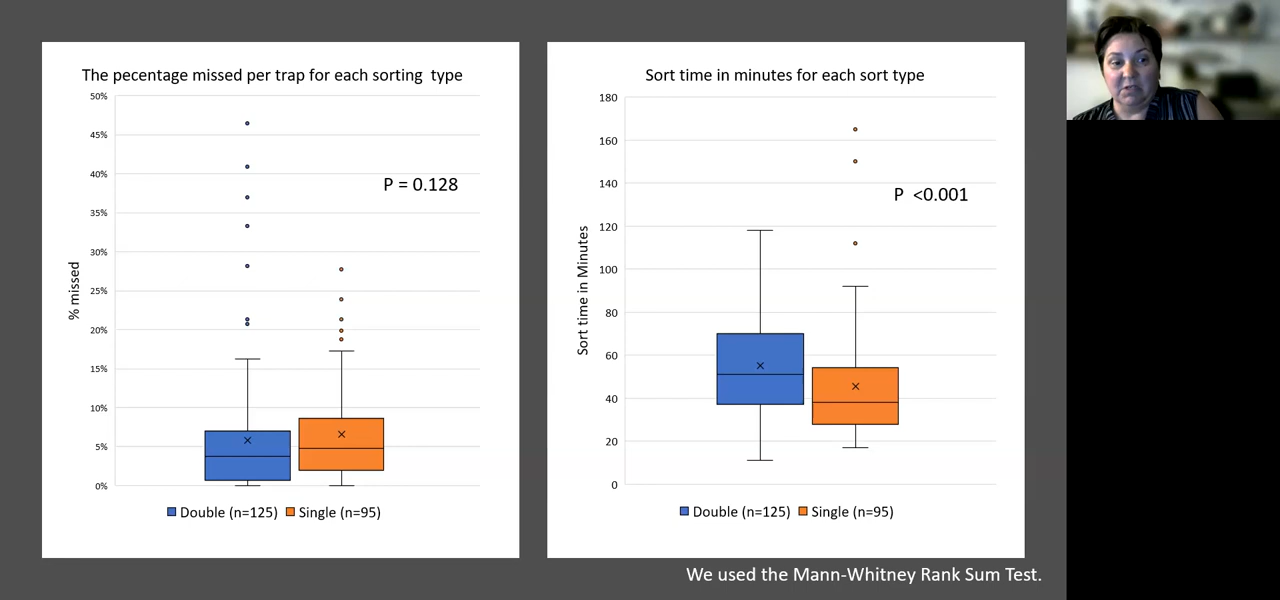 The pecentage missed per trap for each sorting  type
50%
45%
40%
35%
30%
25%
20%
15%
10%
5%
0%
% missed
P = 0.128
Double (n=125) Single (n=95)
Sort time in minutes for each sort type
180
160
140
120
100
80
60
40
20
0
Sort time in Minutes
P  <0.001
Double (n=125) Single (n=95)
We used the Mann-Whitney Rank Sum Test.